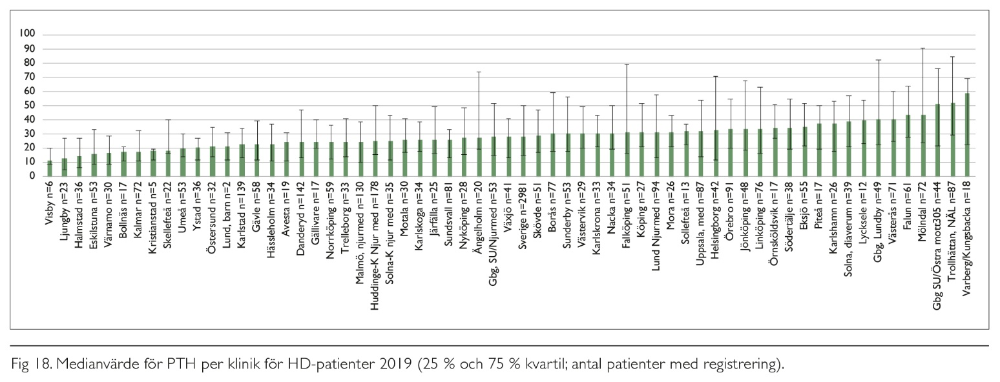 100
90
80
70
60
50
40
30
20
10
0
Visby n=6
Ljungby n=23
Halmstad n=36
Eskilstuna n=53
Värnamo n=30
Bollnäs n=17
Kalmar n=72
Kristianstad n=5
Skellefteå n=22
Umeå n=53
Ystad n=36
Östersund n=32
Lund, barn n=2
Karlstad n=139
Gävle n=58
Hässleholm n=34
Avesta n=19
Danderyd n=142
Gällivare n=17
Norrköping n=59
Trelleborg n=33
Malmö, njurmed n=130
Huddinge-K Njur med n=178
Solna-K njur med n=35
Motala n=30
Karlskoga n=34
Järfälla n=25
Sundsvall n=81
Nyköping n=28
Ängelholm n=20
Gbg, SU/Njurmed n=53
Växjö n=41
Sverige n=2981
Skövde n=51
Borås n=77
Sunderby n=53
Västervik n=29
Karlskrona n=33
Nacka n=34
Falköping n=51
Köping n=27
Lund Njurmed n=94
Mora n=26
Sollefteå n=13
Uppsala. med n=87
Helsingborg n=42
Örebro n=91
Jönköping n=48
Linköping n=76
Örnsköldsvik n=17
Södertälje n=38
Eksjö n=55
Piteå n=17
Karlshamn n=26
Solna, diaverum n=39
Lycksele n=12
Gbg, Lundby n=49
Västerås n=71
Falun n=61
Mölndal n=72
Gbg SU/Östra mott305 n=44
Trollhättan, NÄL n=87
Varberg/Kungsbacka n=18
Fig 18. Medianvärde för PTH per klinik för HD-patienter 2019 (25 % och 75 % kvartil; antal patienter med registrering).